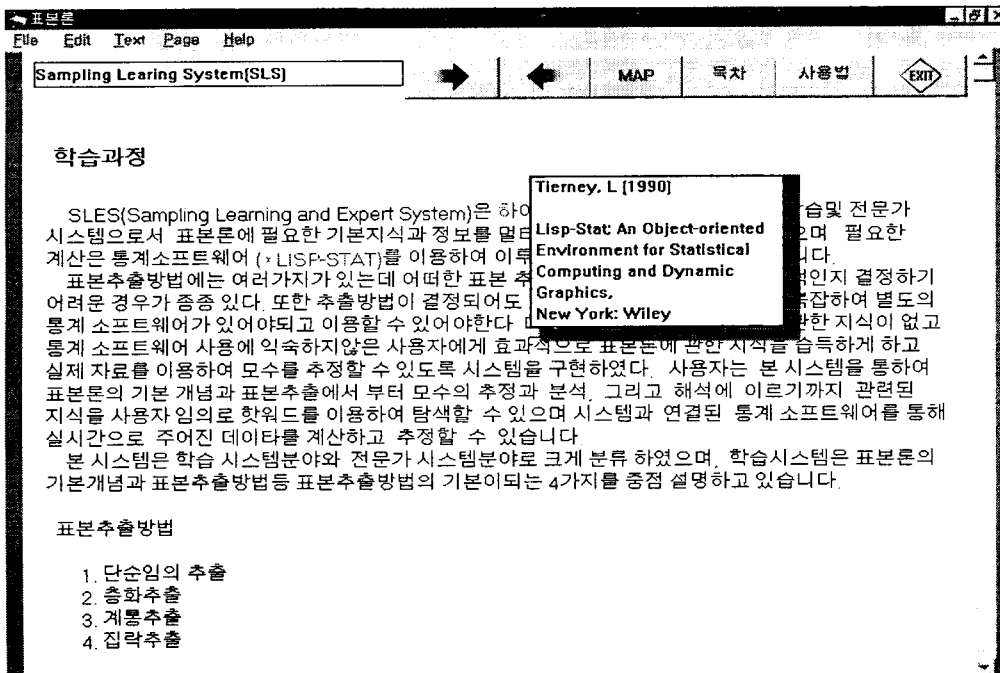 표본론
File Edit Text Page Help
Sampling Learing System(SLS)
MAP 목차 사용법 EXIT
학습과정
Tierney, L [1990]
Lisp-Stat: An Object-oriented
Environment for Statistical
Computing and Dynamic
Graphics,
New York: Wiley
SLES(Sampling Learning and Expert System)은 하이 습및 전문가
시스템으로서 표본론에 필요한 기본지식과 정보를 멀티 으며 필요한
계산은 통계소프트웨어 (*LISP-STAT)를 이용하여 이루 니다.
표본추출방법에는 여러가지가 있는데 어떠한 표본 추 적인지 결정하기
어려운 경우가 종종 있다. 또한 추출방법이 결정되어도 복잡하여 별도의
통계 소프트웨어가 있어야되고 이용할 수 있어야한다 관한 지식이 없고
통계 소프트웨어 사용에 익숙하지않은 사용자에게 효과적으로 표본론에 관한 지식을 습득하게 하고
실제 자료를 이용하여 모수를 추정할 수 있도록 시스템을 구현하였다. 사용자는 본 시스템을 통하여
표본론의 기본 개념과 표본추출에서 부터 모수의 추정과 분석, 그리고 해석에 이르기까지 관련된
지식을 사용자 임의로 핫워드를 이용하여 탐색할 수 있으며 시스템과 연결된 통계 소프트웨어를 통해
실시간으로 주어진 데이타를 계산하고 추정할 수 있습니다.
본 시스템은 학습 시스템분야와 전문가 시스템분야로 크게 분류 하였으며, 학습시스템은 표본론의
기본개념과 표본추출방법등 표본추출방법의 기본이되는 4가지를 중점 설명하고 있습니다.
표본추출방법
1. 단순임의 추출
2. 층화추출
3. 계통추출
4. 집락추출